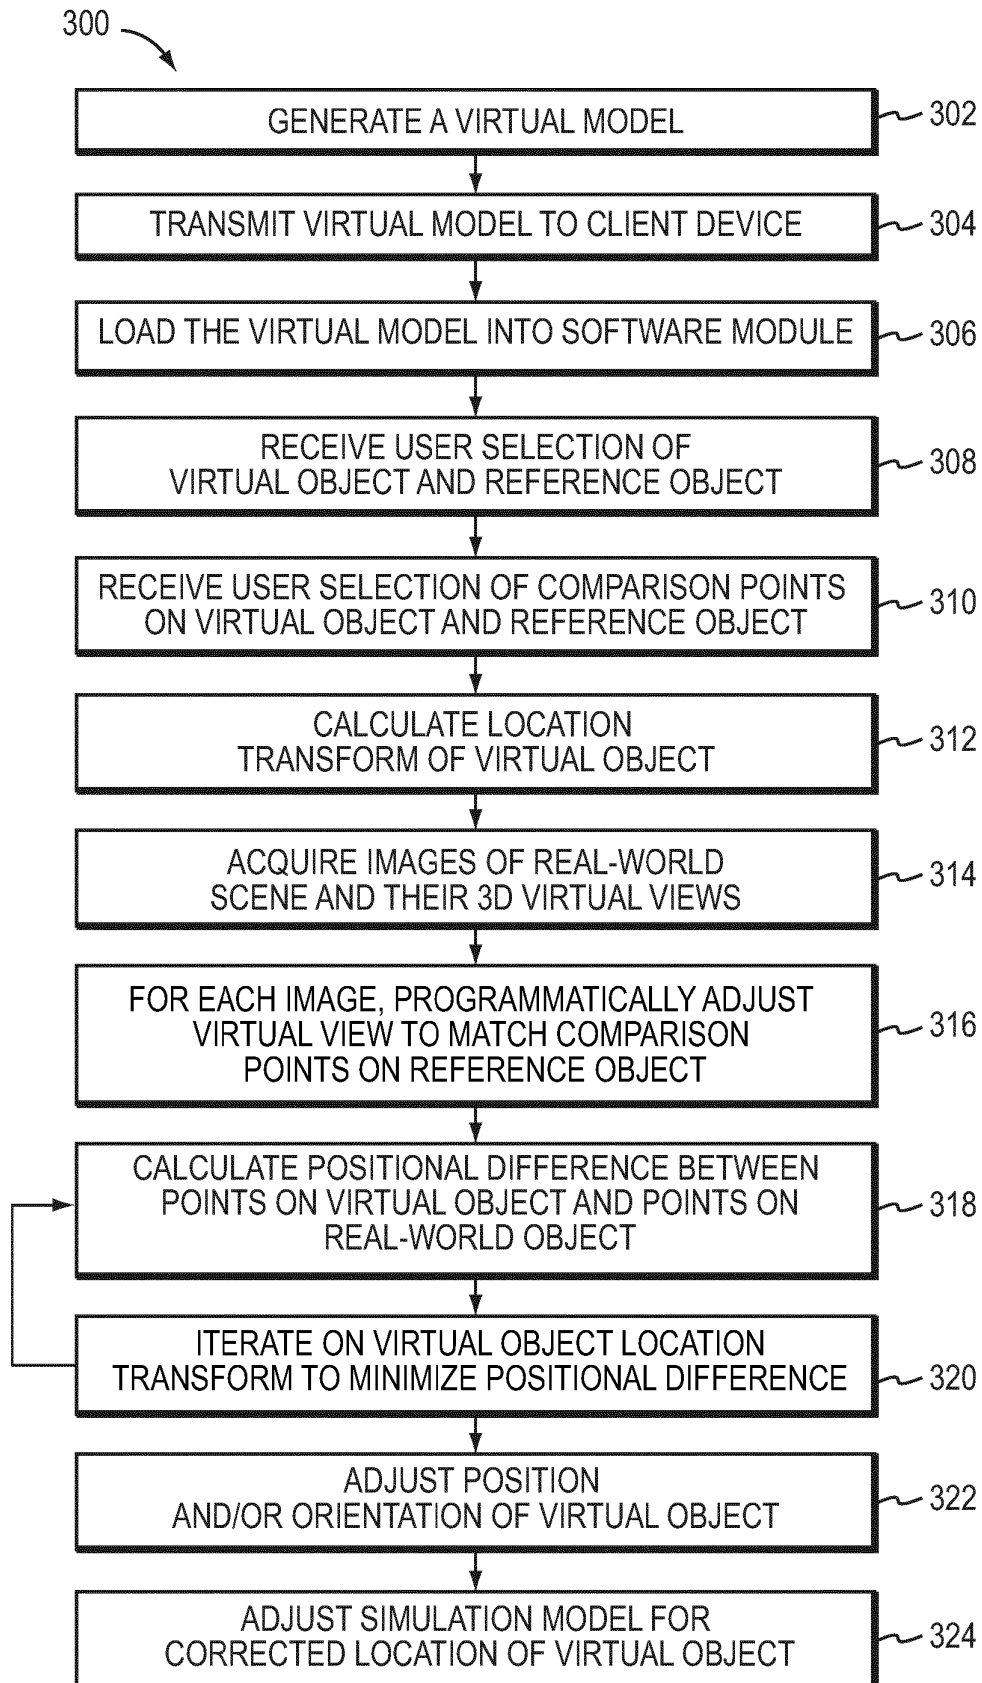 300
GENERATE A VIRTUAL MODEL
302
TRANSMIT VIRTUAL MODEL TO CLIENT DEVICE
304
LOAD THE VIRTUAL MODEL INTO SOFTWARE MODULE
306
RECEIVE USER SELECTION OF
VIRTUAL OBJECT AND REFERENCE OBJECT
308
RECEIVE USER SELECTION OF COMPARISON POINTS
ON VIRTUAL OBJECT AND REFERENCE OBJECT
310
CALCULATE LOCATION
TRANSFORM OF VIRTUAL OBJECT
312
ACQUIRE IMAGES OF REAL-WORLD
SCENE AND THEIR 3D VIRTUAL VIEWS
314
FOR EACH IMAGE, PROGRAMMATICALLY ADJUST
VIRTUAL VIEW TO MATCH COMPARISON
POINTS ON REFERENCE OBJECT
316
CALCULATE POSITIONAL DIFFERENCE BETWEEN
POINTS ON VIRTUAL OBJECT AND POINTS ON
REAL-WORLD OBJECT
318
ITERATE ON VIRTUAL OBJECT LOCATION
TRANSFORM TO MINIMIZE POSITIONAL DIFFERENCE
320
ADJUST POSITION
AND/OR ORIENTATION OF VIRTUAL OBJECT
322
ADJUST SIMULATION MODEL FOR
CORRECTED LOCATION OF VIRTUAL OBJECT
324